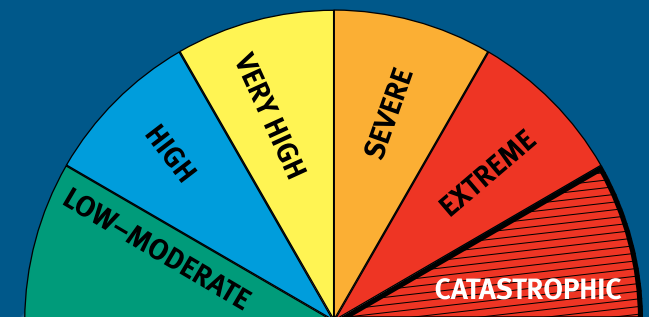 LOW–MODERATE
HIGH
VERY HIGH
SEVERE
EXTREME
CATASTROPHIC